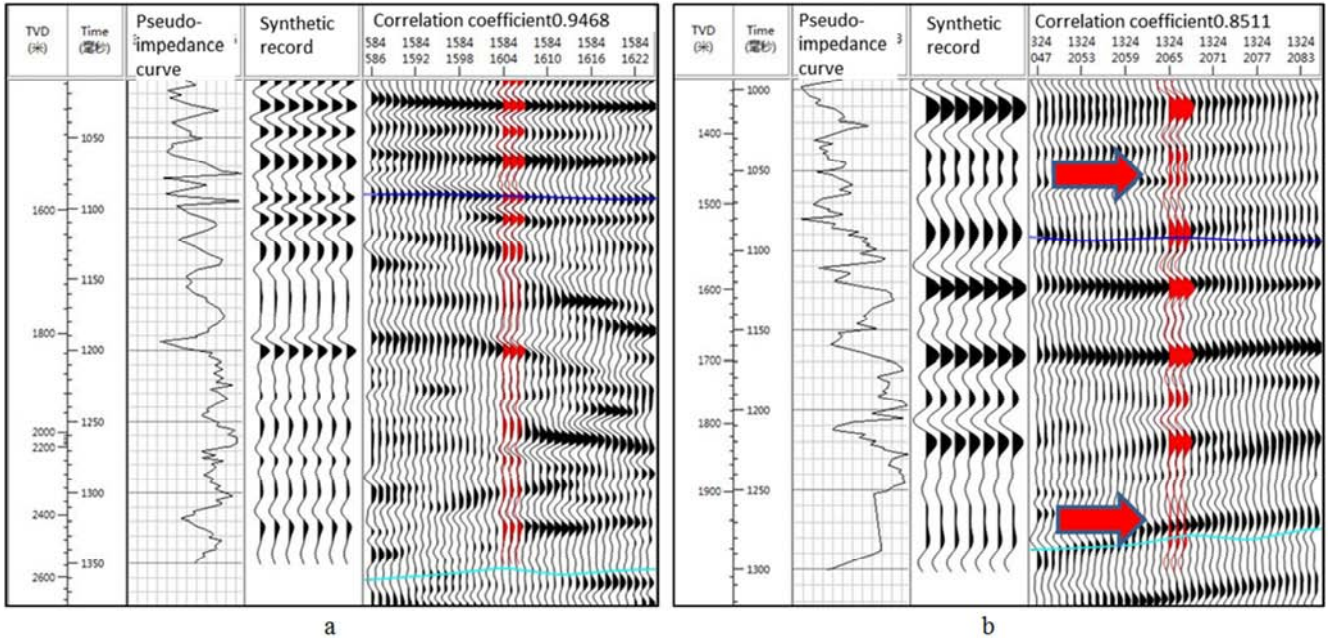 TVD
(米)
Time
(毫秒)
Pseudo-
impedance
curve
Synthetic
record
Correlation coefficient0.9468
584 1584 1584 1584 1584 1584 1584
586 1592 1598 1604 1610 1616 1622
1050
1600
1100
1150
1800
1200
1250
2000
2200
1300
2400
1350
2600
a
TVD
(米)
Time
(毫秒)
Pseudo-
impedance
curve
Synthetic
record
Correlation coefficient0.8511
324 1324 1324 1324 1324 1324 1324
047 2053 2059 2065 2071 2077 2083
1000
1400
1050
1500
1100
1600
1150
1700
1200
1800
1250
1900
1300
b